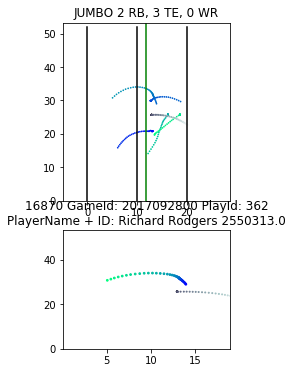 JUMBO 2 RB, 3 TE, 0 WR
50
40
30
20
10
0
0 10 20
16870 GameId: 2017092800 PlayId: 362
PlayerName + ID: Richard Rodgers 2550313.0
40
20
0
5 10 15